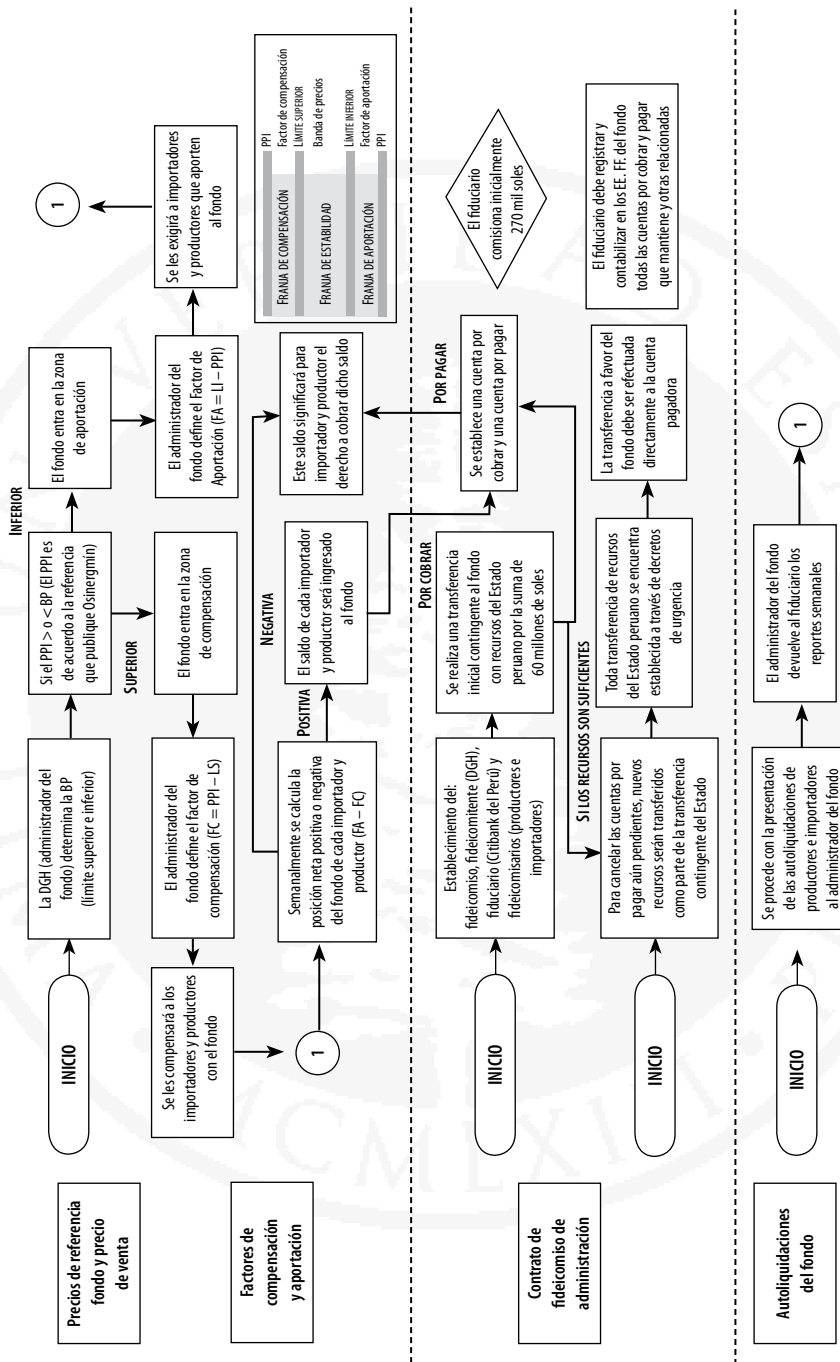 Precios de referencia
fondo y precio
de venta
INICIO
La DGH (administrador del
fondo) determina la BP
(límite superior e inferior)
Si el PPI > o < BP (El PPI es
de acuerdo a la referencia
que publique Osinergmin)
INFERIOR
El fondo entra en la zona
de aportación
SUPERIOR
1
Factores de
compensación
y aportación
Se les compensará a los
importadores y productores
con el fondo
El administrador del
fondo define el factor de
compensación (FC = PPI – LS)
El fondo entra en la zona
de compensación
El administrador del
fondo define el Factor de
Aportación (FA = LI – PPI)
Se les exigirá a importadores
y productores que aporten
al fondo
1
Semanalmente se calcula la
posición neta positiva o negativa
del fondo de cada importador y
productor (FA – FC)
NEGATIVA
POSITIVA
El saldo de cada importador
y productor será ingresado
al fondo
Este saldo significará para
importador y productor el
derecho a cobrar dicho saldo
PPI
FRANJA DE COMPENSACIÓN
Factor de compensación
LÍMITE SUPERIOR
FRANJA DE ESTABILIDAD
Banda de precios
LÍMITE INFERIOR
FRANJA DE APORTACIÓN
Factor de aportación
PPI
Contrato de
fideicomiso de
administración
INICIO
Establecimiento del:
fideicomiso, fideicomitente (DGH),
fiduciario (Citibank del Perú) y
fideicomisarios (productores e
importadores)
POR COBRAR
Se realiza una transferencia
inicial contingente al fondo
con recursos del Estado
peruano por la suma de
60 millones de soles
Se establece una cuenta por
cobrar y una cuenta por pagar
POR PAGAR
El fiduciario
comisiona inicialmente
270 mil soles
SI LOS RECURSOS SON SUFICIENTES
INICIO
Para cancelar las cuentas por
pagar aún pendientes, nuevos
recursos serán transferidos
como parte de la transferencia
contingente del Estado
Toda transferencia de recursos
del Estado peruano se encuentra
establecida a través de decretos
de urgencia
La transferencia a favor del
fondo debe ser efectuada
directamente a la cuenta
pagadora
El fiduciario debe registrar y
contabilizar en los EE. FF. del fondo
todas las cuentas por cobrar y pagar
que mantiene y otras relacionadas
Autoliquidaciones
del fondo
INICIO
Se procede con la presentación
de las autoliquidaciones de
productores e importadores
al administrador del fondo
El administrador del fondo
devuelve al fiduciario los
reportes semanales
1
MCMLXII